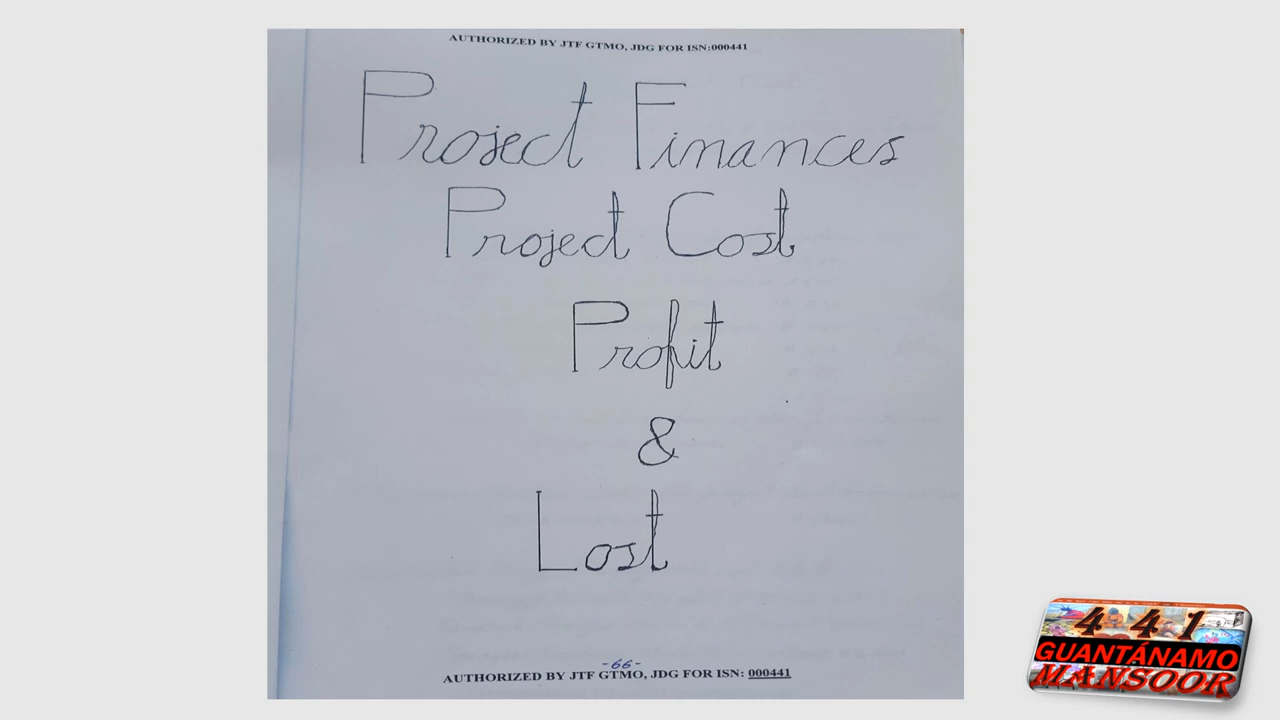 AUTHORIZED BY JTF GTMO, JDG FOR ISN:000441
Project Finances
Project Cost
Profit
&
Lost
-66-
AUTHORIZED BY JTF GTMO, JDG FOR ISN: 000441
441
GUANTÁNAMO
MANSOOR